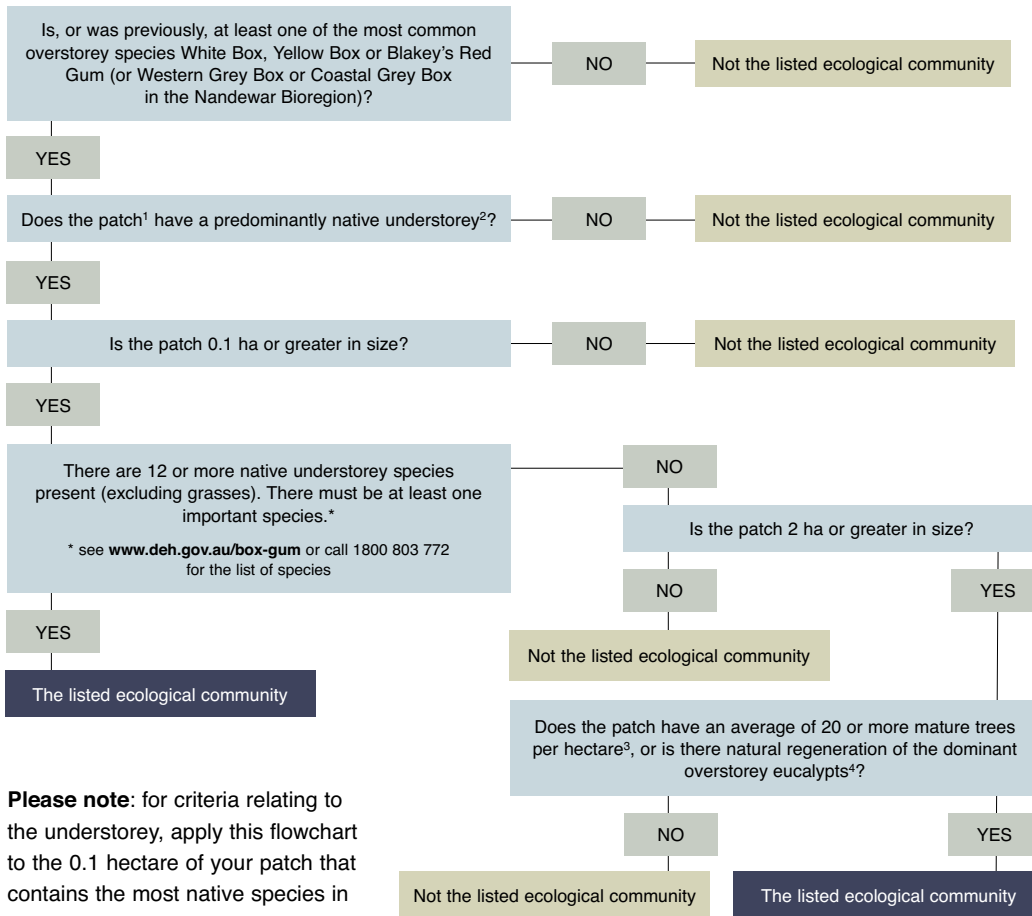 Is, or was previously, at least one of the most common
overstorey species White Box, Yellow Box or Blakey's Red
Gum (or Western Grey Box or Coastal Grey Box
in the Nandewar Bioregion)?
NO
Not the listed ecological community
YES
Does the patch¹ have a predominantly native understorey²?
NO
Not the listed ecological community
YES
Is the patch 0.1 ha or greater in size?
NO
Not the listed ecological community
YES
There are 12 or more native understorey species
present (excluding grasses). There must be at least one
important species.*
* see www.deh.gov.au/box-gum or call 1800 803 772
for the list of species
NO
Is the patch 2 ha or greater in size?
NO
YES
Not the listed ecological community
YES
The listed ecological community
Does the patch have an average of 20 or more mature trees
per hectare³, or is there natural regeneration of the dominant
overstorey eucalypts⁴?
NO
YES
Not the listed ecological community
The listed ecological community
Please note: for criteria relating to
the understorey, apply this flowchart
to the 0.1 hectare of your patch that
contains the most native species in